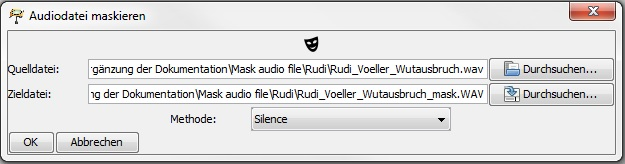 Audiodatei maskieren
Quelldatei: gänzung der Dokumentation\Mask audio file\Rudi\Rudi_Voeller_Wutausbruch.wav Durchsuchen...
Zieldatei: ng der Dokumentation\Mask audio file\Rudi\Rudi_Voeller_Wutausbruch_mask.WAV Durchsuchen...
Methode: Silence
OK Abbrechen